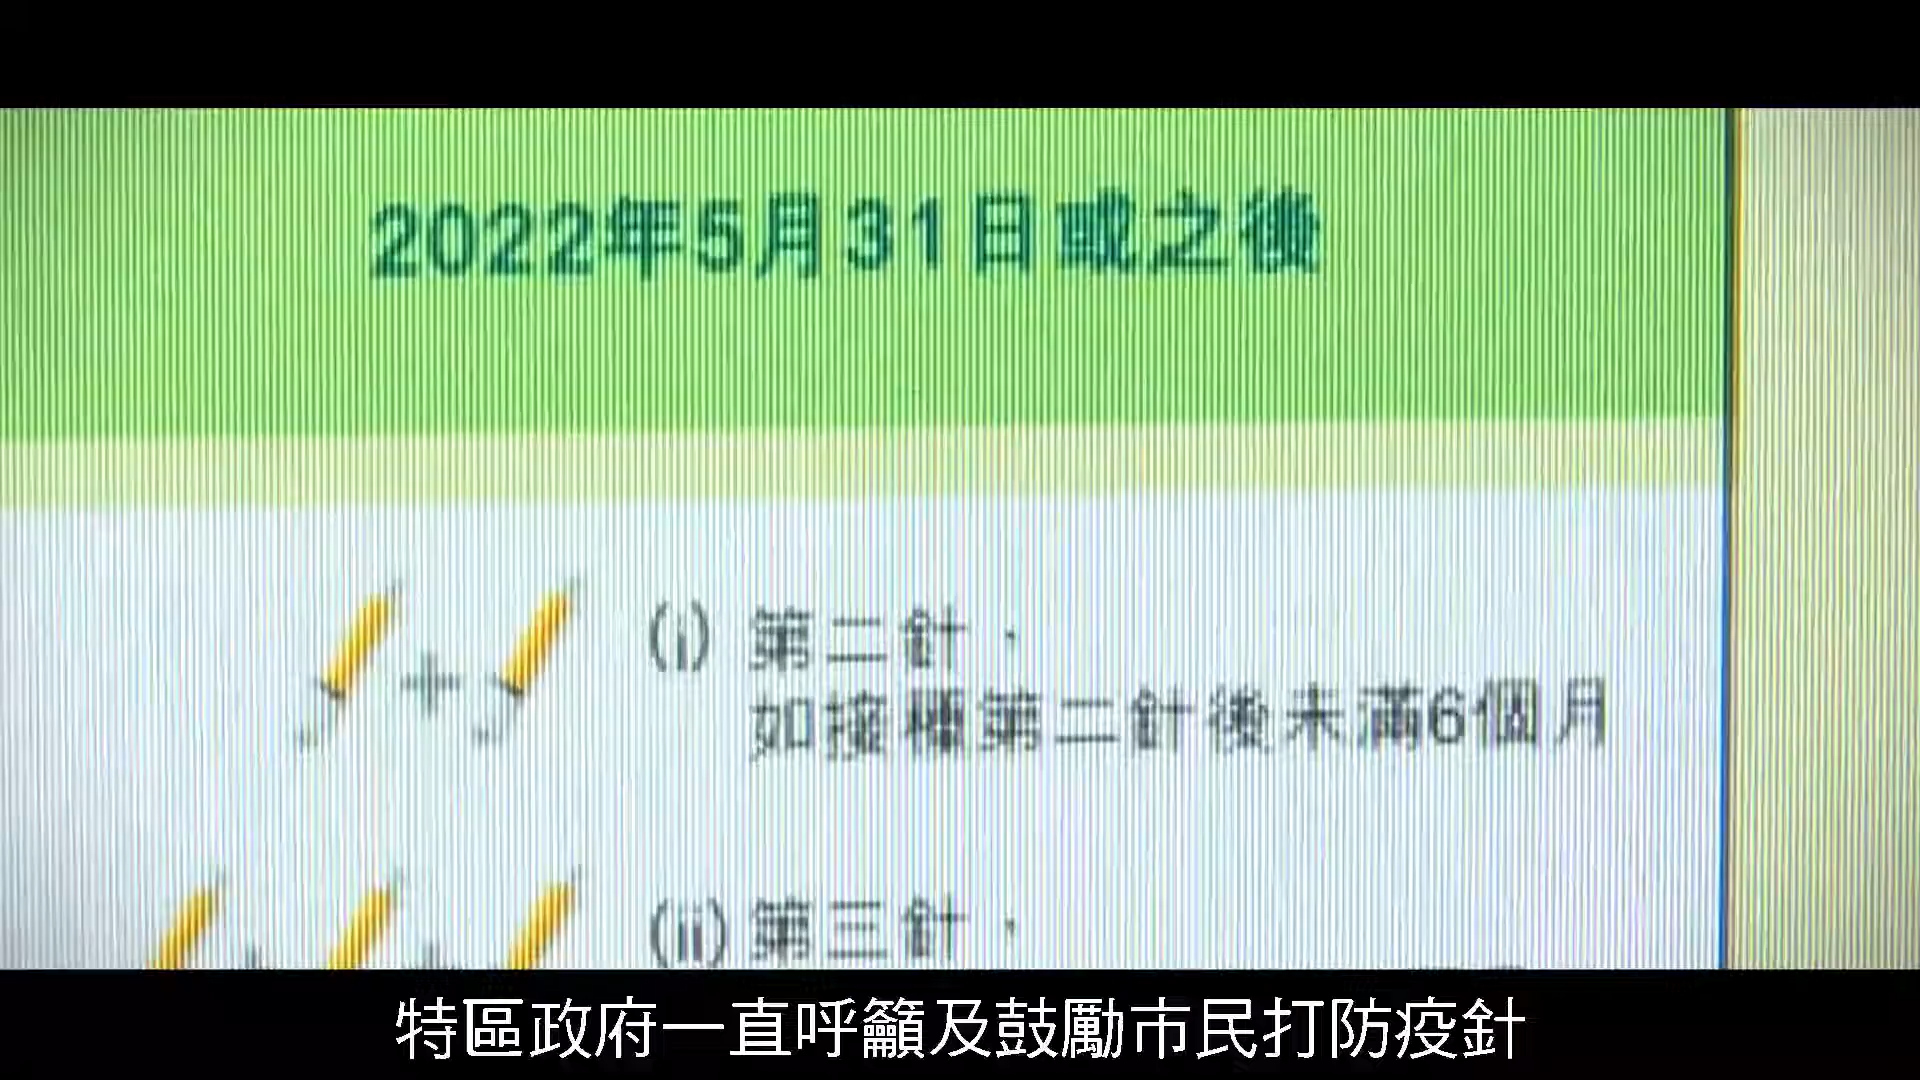 2022年5月31日或之後
(i) 第二針，
如接種第二針後未滿6個月
(ii) 第三針，
特區政府一直呼籲及鼓勵市民打防疫針